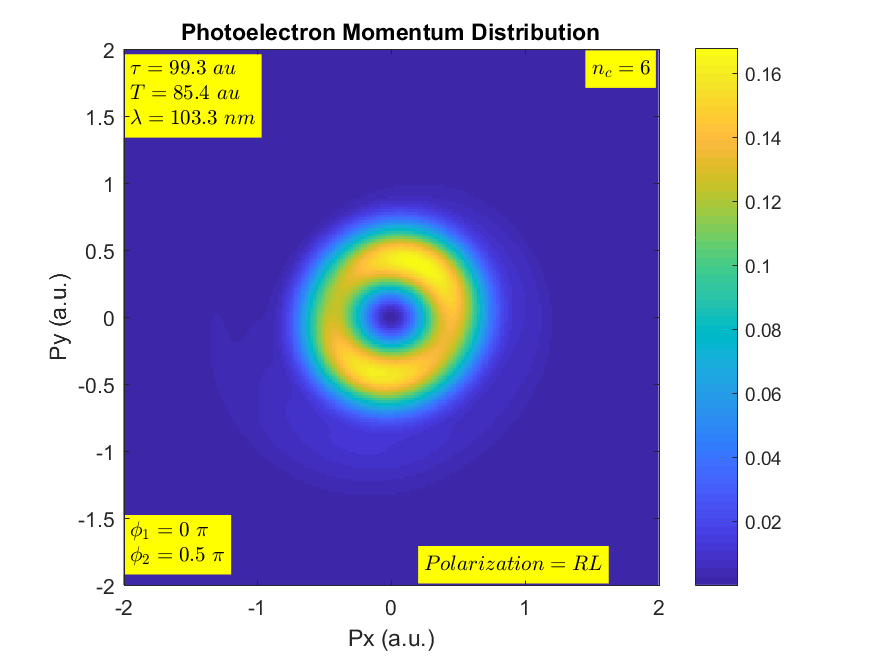 Photoelectron Momentum Distribution
τ = 99.3 au
T = 85.4 au
λ = 103.3 nm
n_c = 6
ϕ₁ = 0 π
ϕ₂ = 0.5 π
Polarization = RL
2
1.5
1
0.5
0
-0.5
-1
-1.5
-2
Py (a.u.)
-2
-1
0
1
2
Px (a.u.)
0.16
0.14
0.12
0.1
0.08
0.06
0.04
0.02